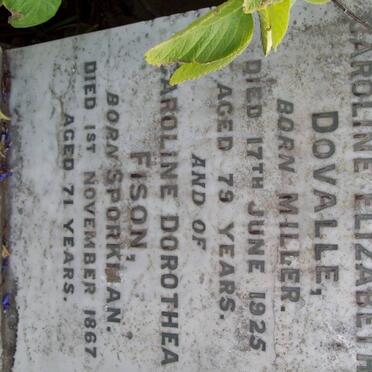 AROLINE ELIZABETH
DOVALLE,
BORN MILLER.
DIED 17TH JUNE 1925
AGED 79 YEARS.
AND OF
AROLINE DOROTHEA
FISON,
BORN SPORKMAN.
DIED 1ST NOVEMBER 1867
AGED 71 YEARS.